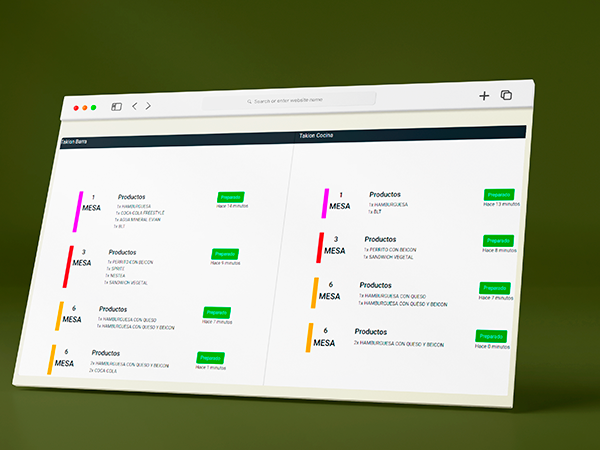 Search or enter website name
Takion Barra
1
MESA
Productos
1x HAMBURGUESA
1x COCA-COLA FREESTYLE
1x AGUA MINERAL EVIAN
1x BLT
Preparado
Hace 14 minutos
3
MESA
Productos
1x PERRITO CON BEICON
1x SPRITE
1x NESTEA
1x SANDWICH VEGETAL
Preparado
Hace 9 minutos
6
MESA
Productos
1x HAMBURGUESA CON QUESO
1x HAMBURGUESA CON QUESO Y BEICON
Preparado
Hace 7 minutos
6
MESA
Productos
2x HAMBURGUESA CON QUESO Y BEICON
2x COCA-COLA
Preparado
Hace 1 minutos
Takion Cocina
1
MESA
Productos
1x HAMBURGUESA
1x BLT
Preparado
Hace 13 minutos
3
MESA
Productos
1x PERRITO CON BEICON
1x SANDWICH VEGETAL
Preparado
Hace 8 minutos
6
MESA
Productos
1x HAMBURGUESA CON QUESO
1x HAMBURGUESA CON QUESO Y BEICON
Preparado
Hace 7 minutos
6
MESA
Productos
2x HAMBURGUESA CON QUESO Y BEICON
Preparado
Hace 0 minutos